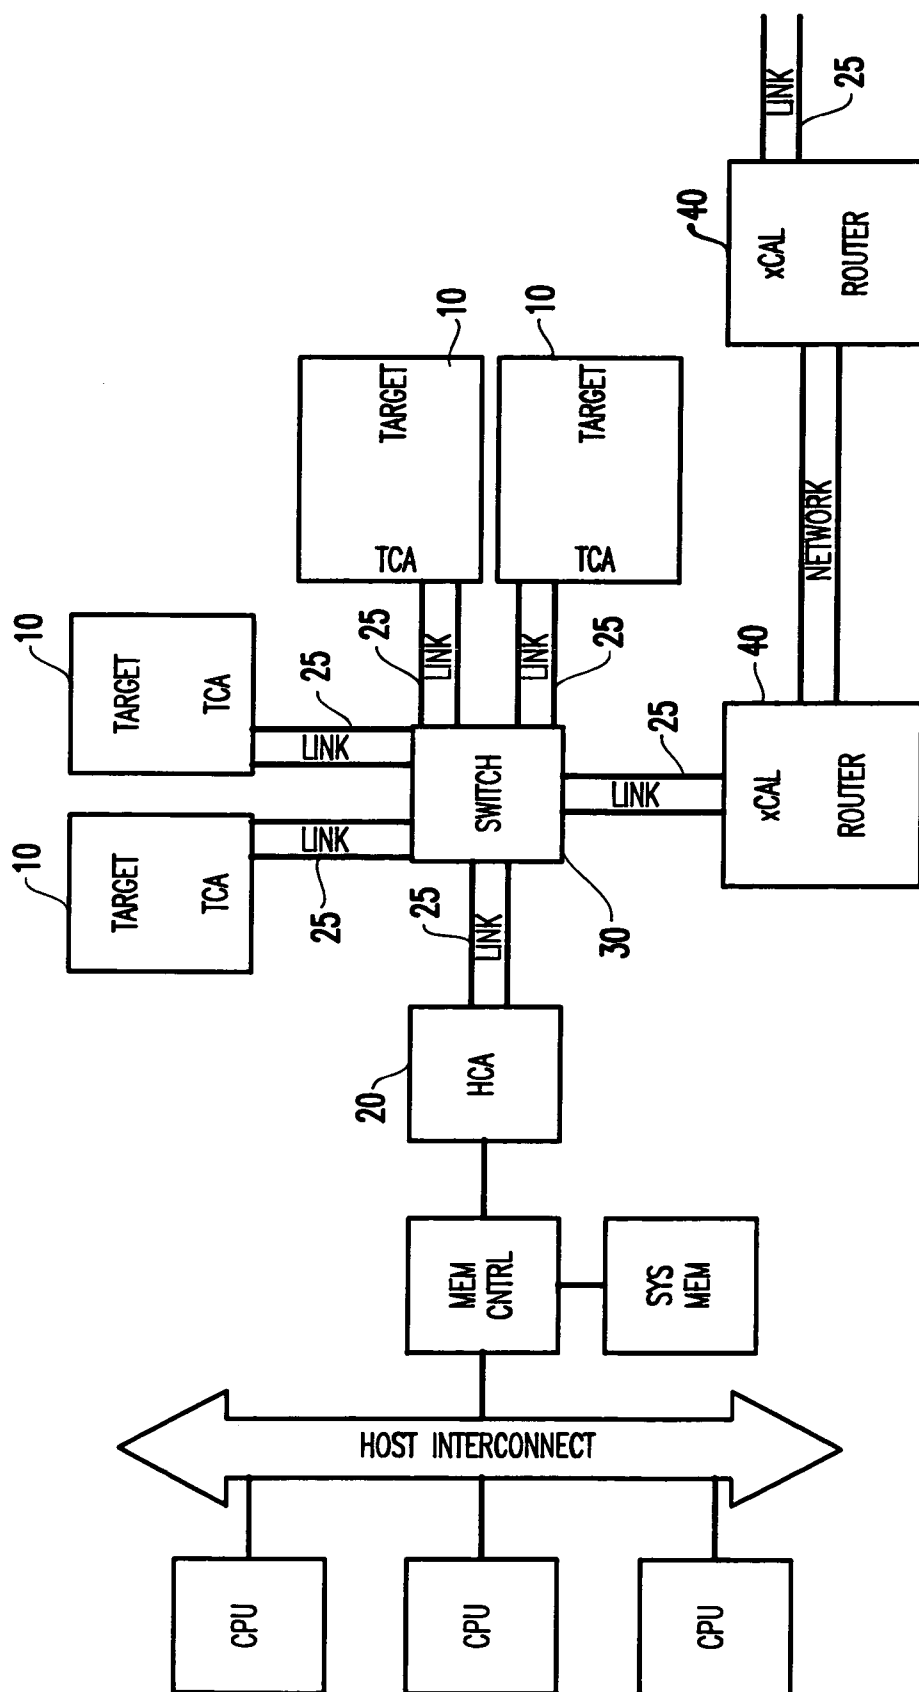 CPU
CPU
CPU
HOST INTERCONNECT
MEM
CNTRL
SYS
MEM
20
HCA
25
LINK
30
SWITCH
10
TARGET
TCA
LINK
25
10
TARGET
TCA
LINK
25
10
TARGET
TCA
25
LINK
10
TARGET
TCA
LINK
25
25
LINK
40
xCAL
ROUTER
NETWORK
40
xCAL
ROUTER
LINK
25